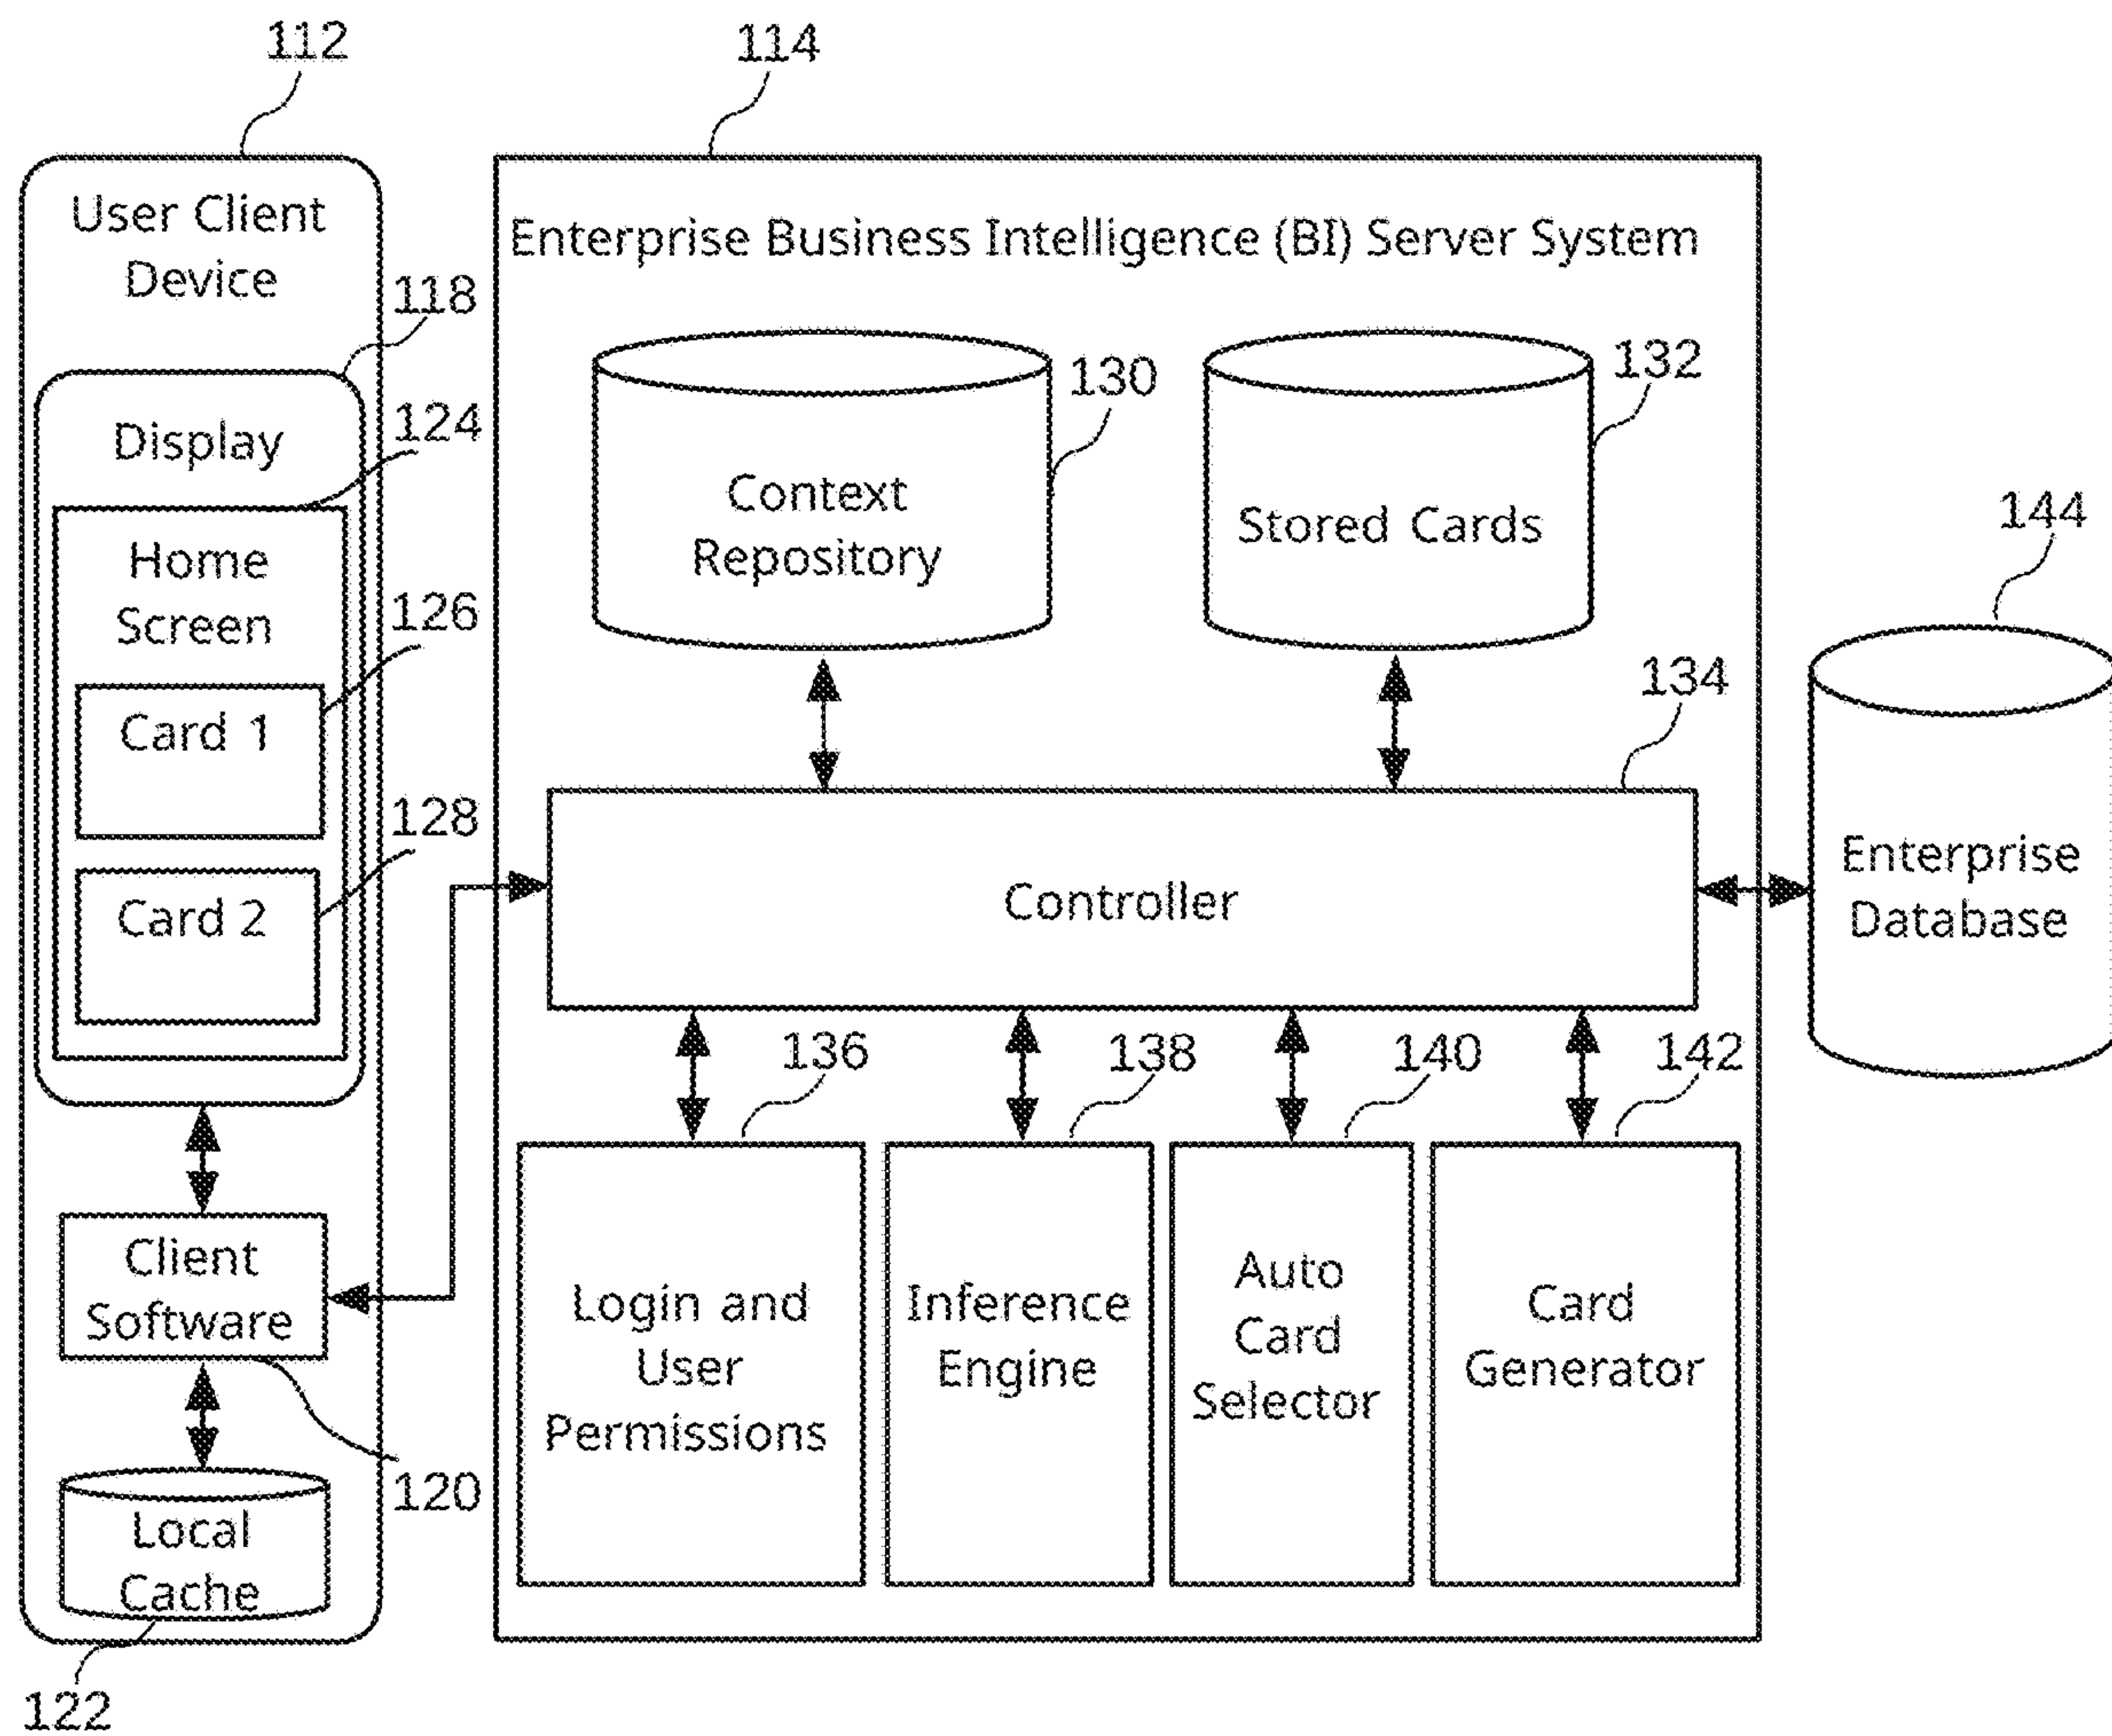 112
114
User Client
Device
Enterprise Business Intelligence (BI) Server System
118
Display
124
Home
Screen
126
Card 1
128
Card 2
Client
Software
120
Local
Cache
122
130
Context
Repository
132
Stored Cards
134
Controller
144
Enterprise
Database
136
Login and
User
Permissions
138
Inference
Engine
140
Auto
Card
Selector
142
Card
Generator